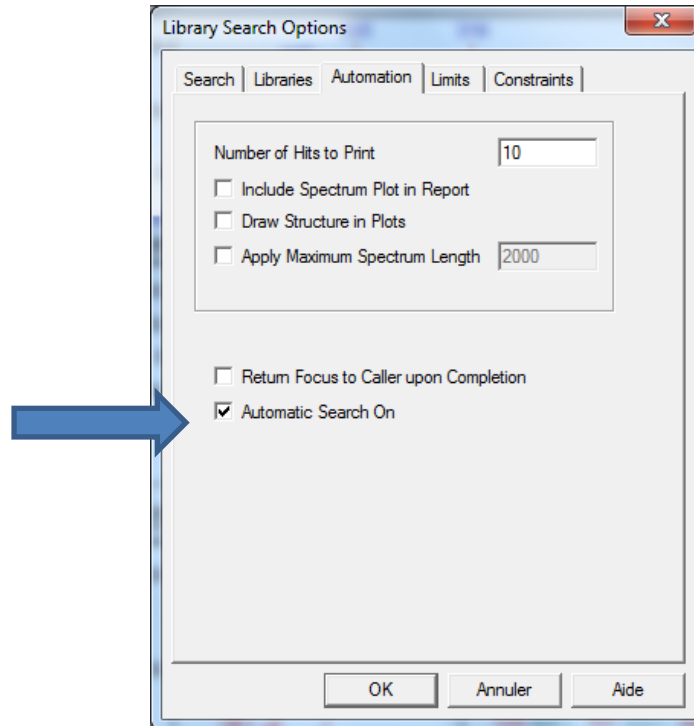 Library Search Options
Search Libraries Automation Limits Constraints
Number of Hits to Print 10
Include Spectrum Plot in Report
Draw Structure in Plots
Apply Maximum Spectrum Length 2000
Return Focus to Caller upon Completion
Automatic Search On
OK Annuler Aide